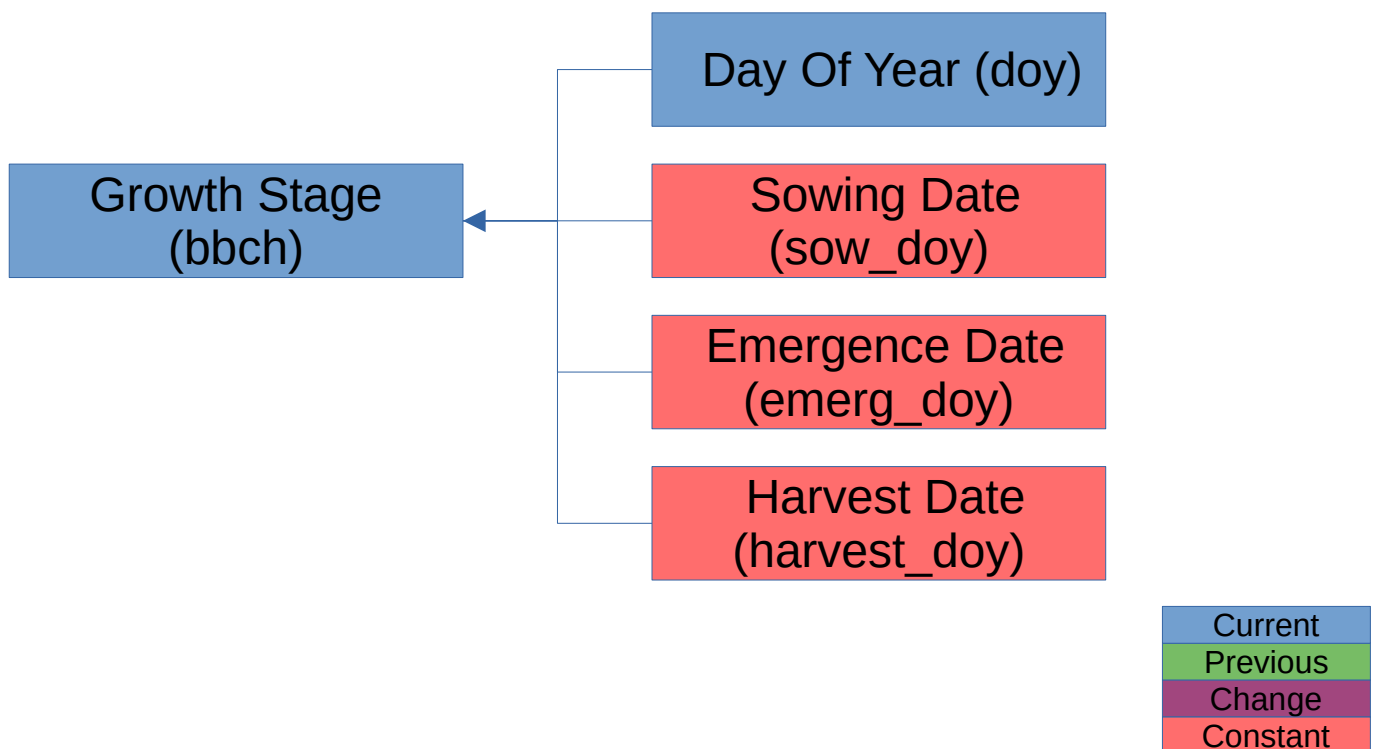 Day Of Year (doy)
Growth Stage
(bbch)
Sowing Date
(sow_doy)
Emergence Date
(emerg_doy)
Harvest Date
(harvest_doy)
Current
Previous
Change
Constant